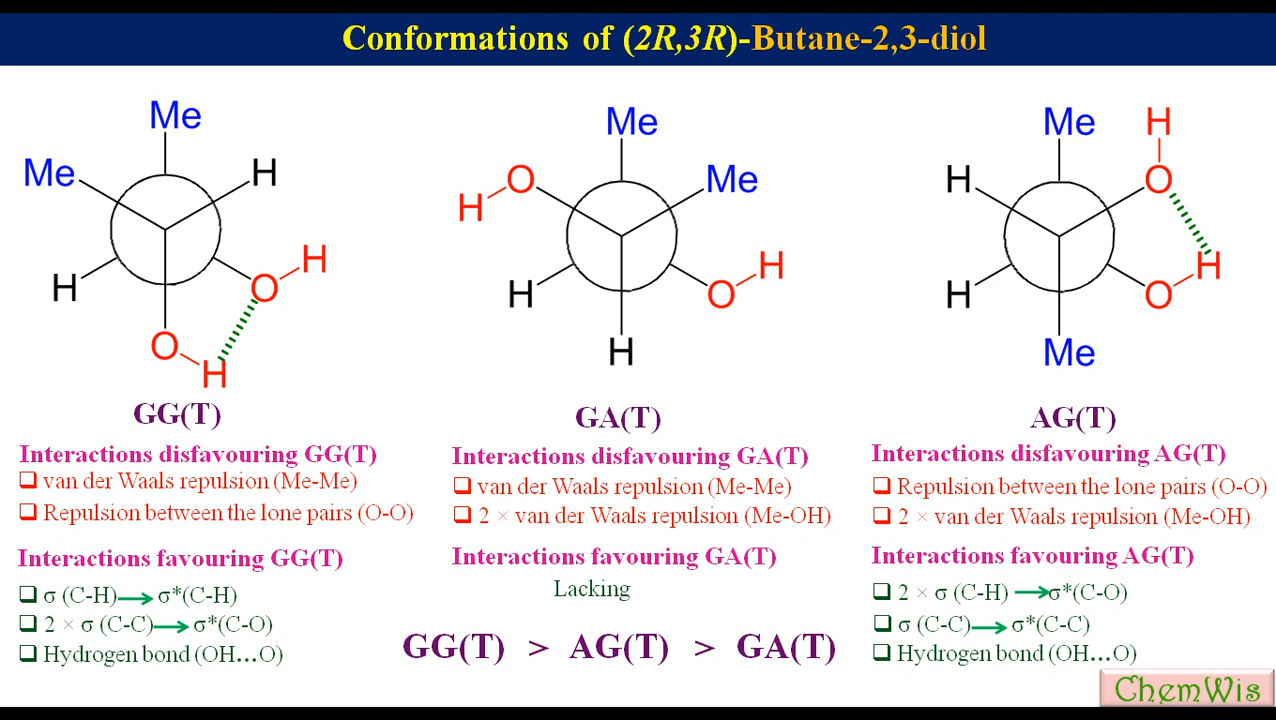 Conformations of (2R,3R)-Butane-2,3-diol
Me
Me
H
H
O
H
O
H
Me
O
H
Me
H
O
H
H
Me
H
O
H
H
O
H
Me
GG(T)
GA(T)
AG(T)
Interactions disfavouring GG(T)
❑ van der Waals repulsion (Me-Me)
❑ Repulsion between the lone pairs (O-O)
Interactions favouring GG(T)
❑ σ (C-H)→σ*(C-H)
❑ 2 × σ (C-C)→σ*(C-O)
❑ Hydrogen bond (OH...O)
Interactions disfavouring GA(T)
❑ van der Waals repulsion (Me-Me)
❑ 2 × van der Waals repulsion (Me-OH)
Interactions favouring GA(T)
Lacking
GG(T) > AG(T) > GA(T)
Interactions disfavouring AG(T)
❑ Repulsion between the lone pairs (O-O)
❑ 2 × van der Waals repulsion (Me-OH)
Interactions favouring AG(T)
❑ 2 × σ (C-H)→σ*(C-O)
❑ σ (C-C)→σ*(C-C)
❑ Hydrogen bond (OH...O)
ChemWis